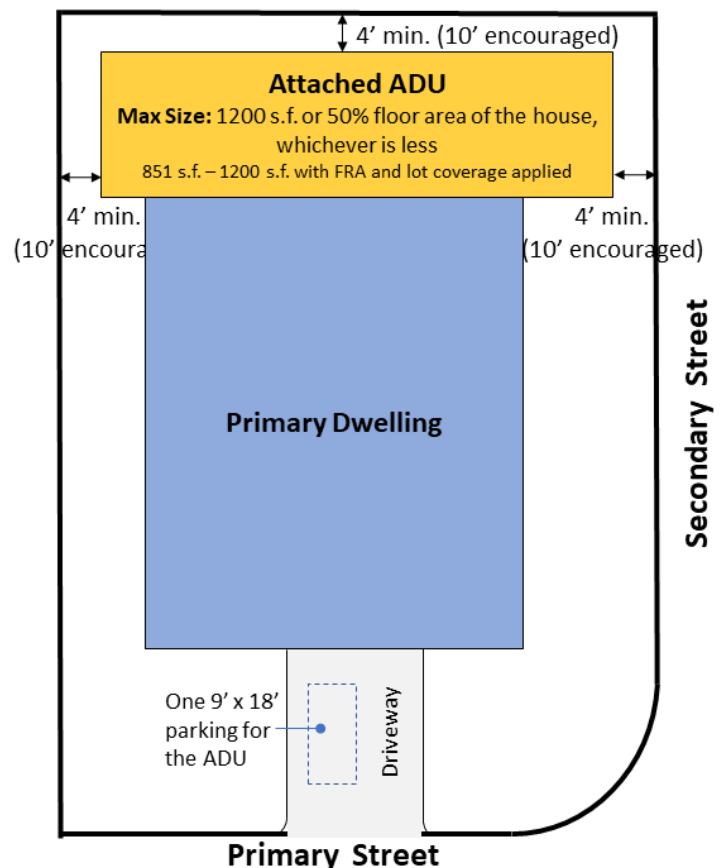 4’ min. (10’ encouraged)
Attached ADU
Max Size: 1200 s.f. or 50% floor area of the house,
whichever is less
851 s.f. – 1200 s.f. with FRA and lot coverage applied
4’ min.
(10’ encoura
4’ min.
(10’ encouraged)
Primary Dwelling
Secondary Street
One 9’ x 18’
parking for
the ADU
Driveway
Primary Street